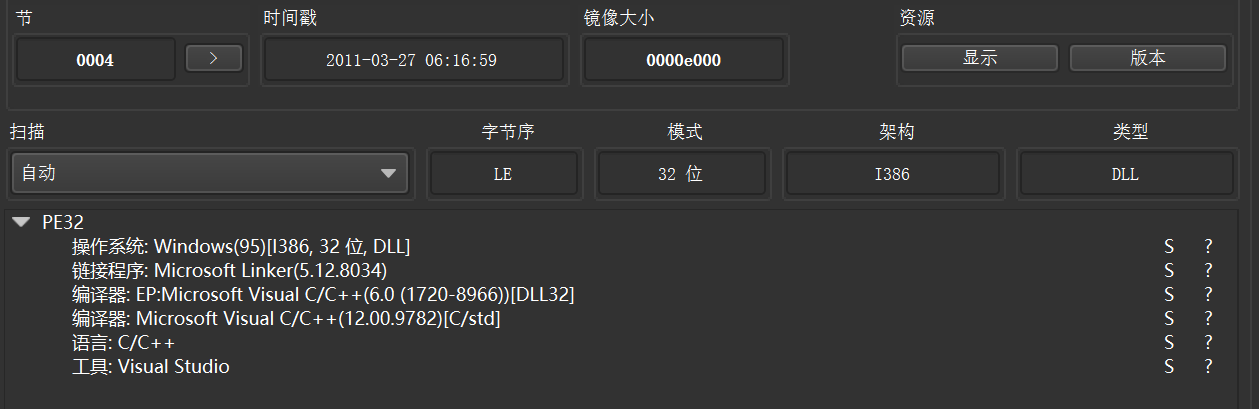 节 时间戳 镜像大小 资源
0004 > 2011-03-27 06:16:59 0000e000 显示 版本
扫描 字节序 模式 架构 类型
自动 LE 32 位 I386 DLL
PE32
操作系统: Windows(95)[I386, 32 位, DLL] S ?
链接程序: Microsoft Linker(5.12.8034) S ?
编译器: EP:Microsoft Visual C/C++(6.0 (1720-8966))[DLL32] S ?
编译器: Microsoft Visual C/C++(12.00.9782)[C/std] S ?
语言: C/C++ S ?
工具: Visual Studio S ?